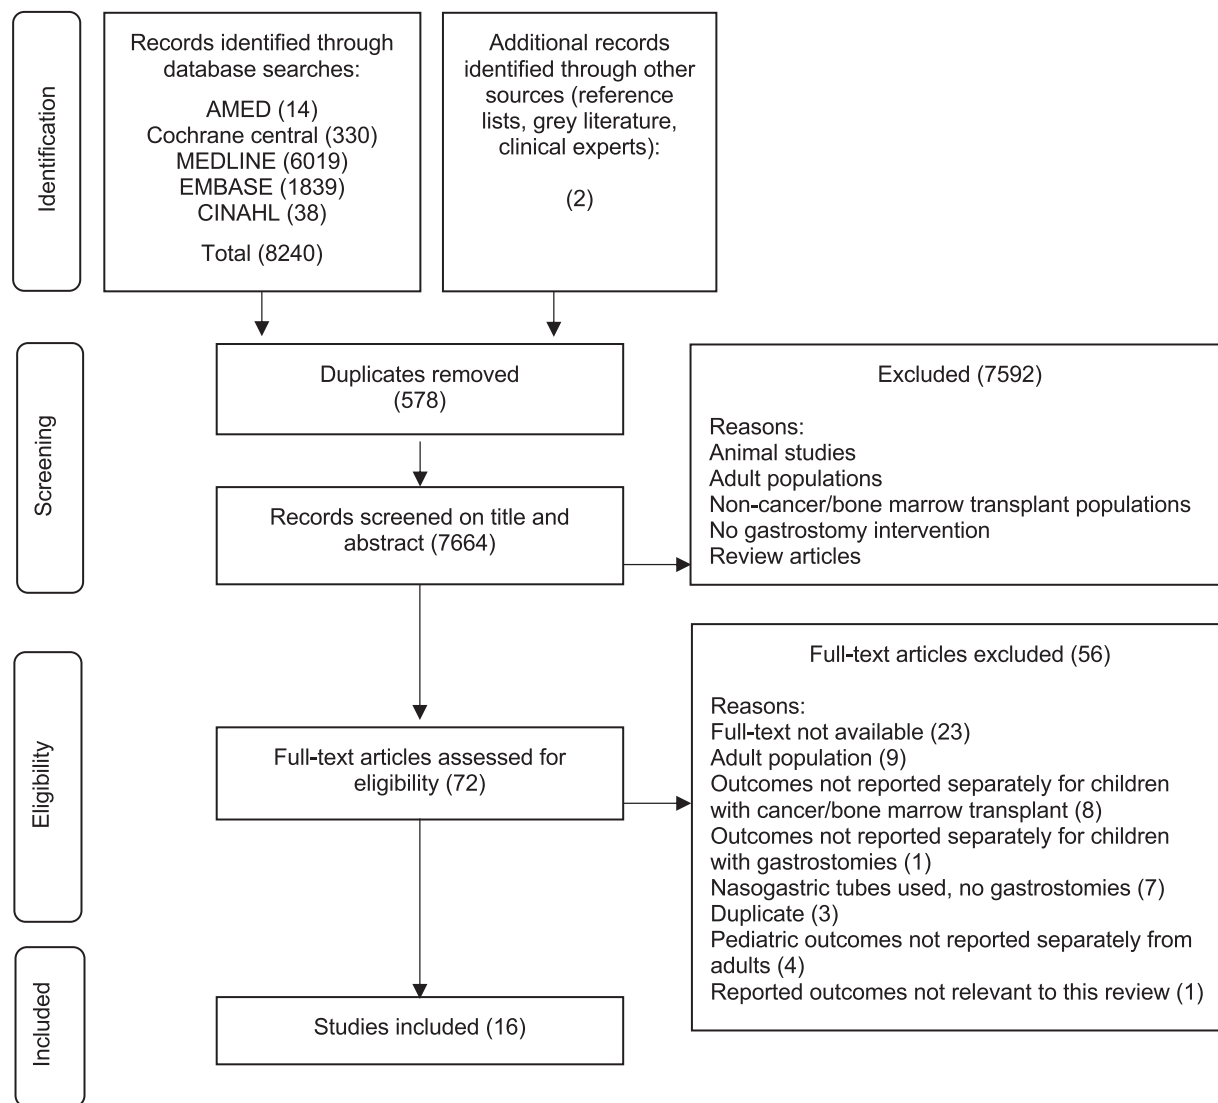 Identification
Records identified through
database searches:
AMED (14)
Cochrane central (330)
MEDLINE (6019)
EMBASE (1839)
CINAHL (38)
Total (8240)
Additional records
identified through other
sources (reference
lists, grey literature,
clinical experts):
(2)
Screening
Duplicates removed
(578)
Records screened on title and
abstract (7664)
Excluded (7592)
Reasons:
Animal studies
Adult populations
Non-cancer/bone marrow transplant populations
No gastrostomy intervention
Review articles
Eligibility
Full-text articles assessed for
eligibility (72)
Full-text articles excluded (56)
Reasons:
Full-text not available (23)
Adult population (9)
Outcomes not reported separately for children
with cancer/bone marrow transplant (8)
Outcomes not reported separately for children
with gastrostomies (1)
Nasogastric tubes used, no gastrostomies (7)
Duplicate (3)
Pediatric outcomes not reported separately from
adults (4)
Reported outcomes not relevant to this review (1)
Included
Studies included (16)